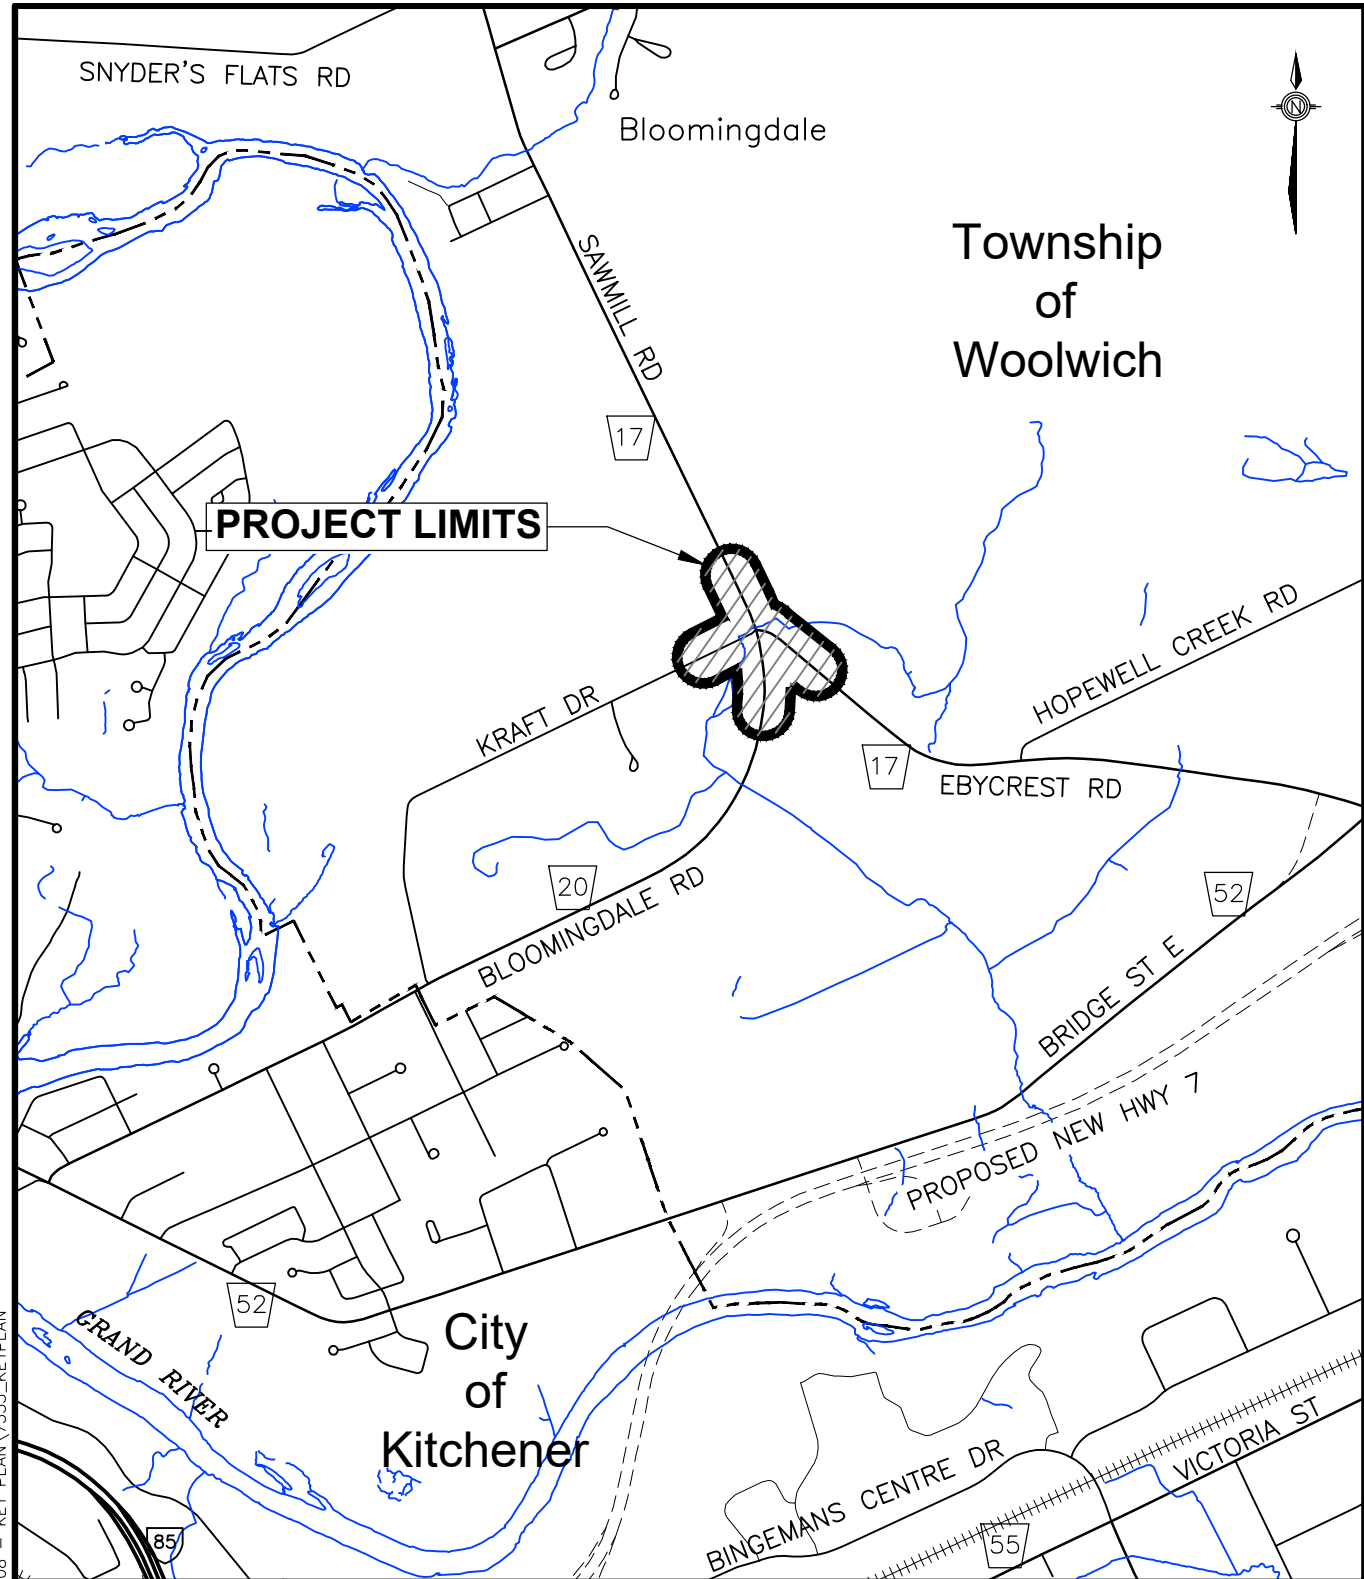 SNYDER'S FLATS RD
Bloomingdale
N
Township
of
Woolwich
SAWMILL RD
17
PROJECT LIMITS
HOPEWELL CREEK RD
KRAFT DR
17
EBYCREST RD
20
52
BLOOMINGDALE RD
BRIDGE ST E
PROPOSED NEW HWY 7
52
GRAND RIVER
City
of
Kitchener
VICTORIA ST
BINGEMANS CENTRE DR
85
55